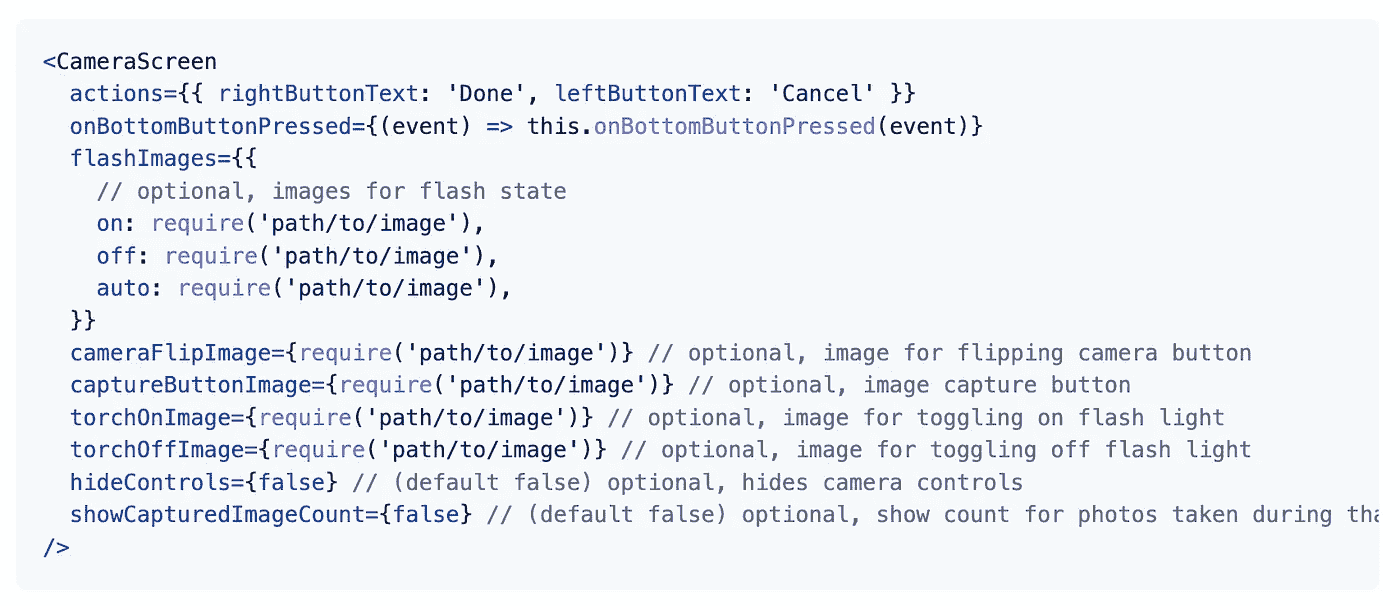 <CameraScreen
  actions={{ rightButtonText: 'Done', leftButtonText: 'Cancel' }}
  onBottomButtonPressed={(event) => this.onBottomButtonPressed(event)}
  flashImages={{
    // optional, images for flash state
    on: require('path/to/image'),
    off: require('path/to/image'),
    auto: require('path/to/image'),
  }}
  cameraFlipImage={require('path/to/image')} // optional, image for flipping camera button
  captureButtonImage={require('path/to/image')} // optional, image capture button
  torchOnImage={require('path/to/image')} // optional, image for toggling on flash light
  torchOffImage={require('path/to/image')} // optional, image for toggling off flash light
  hideControls={false} // (default false) optional, hides camera controls
  showCapturedImageCount={false} // (default false) optional, show count for photos taken during
/>